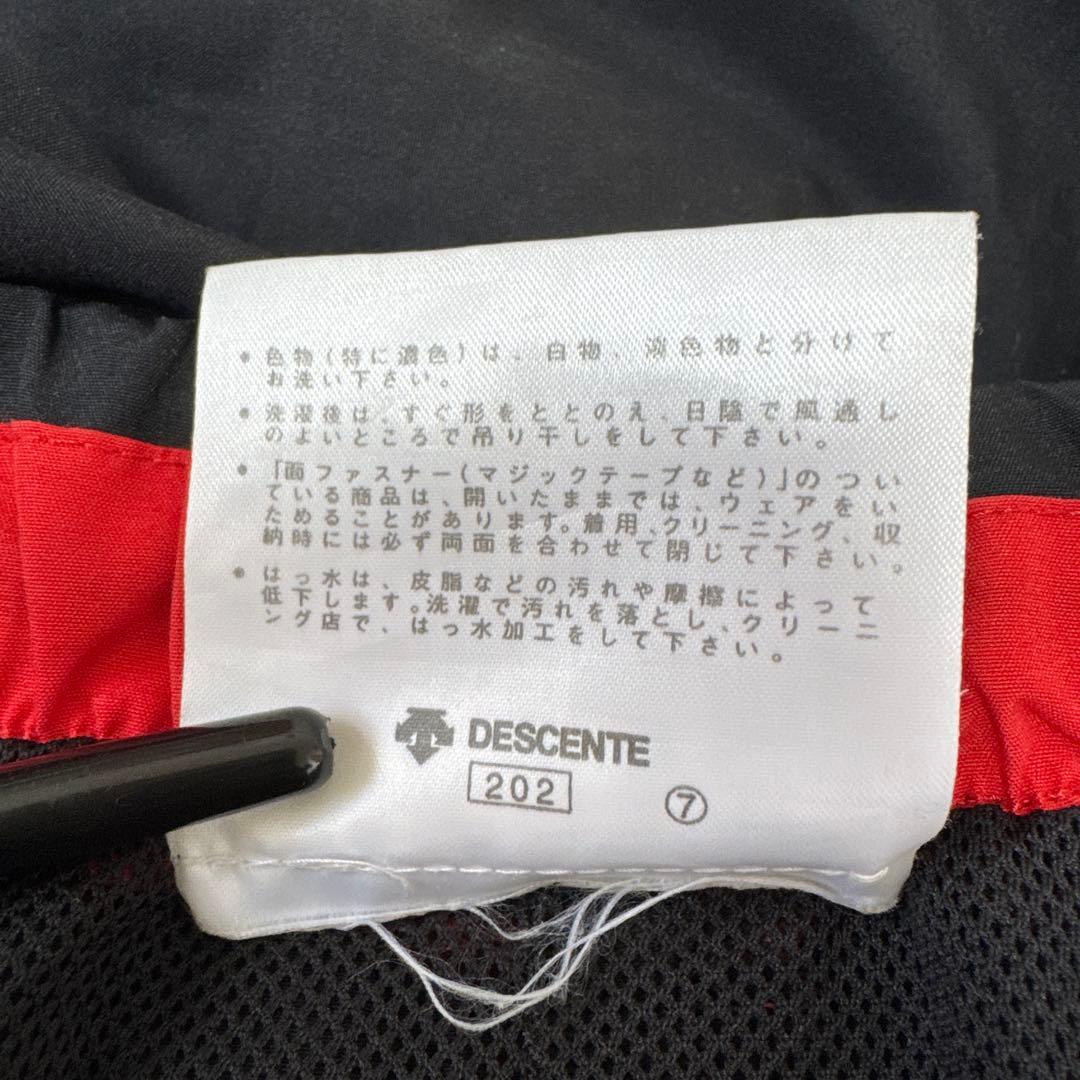 • 色物(特に濃色)は、白物、淡色物と分けて
お洗い下さい。
• 洗濯後は、すぐ形をととのえ、日陰で風通し
のよいところで吊り干しをして下さい。
• 「面ファスナー(マジックテープなど)」のつい
ている商品は、開いたままでは、ウェアをい
ためることがあります。着用、クリーニング、収
納時には必ず両面を合わせて閉じて下さい。
• はっ水は、皮脂などの汚れや摩擦によって
低下します。洗濯で汚れを落とし、クリーニ
ング店で、はっ水加工をして下さい。
DESCENTE
202 ⑦